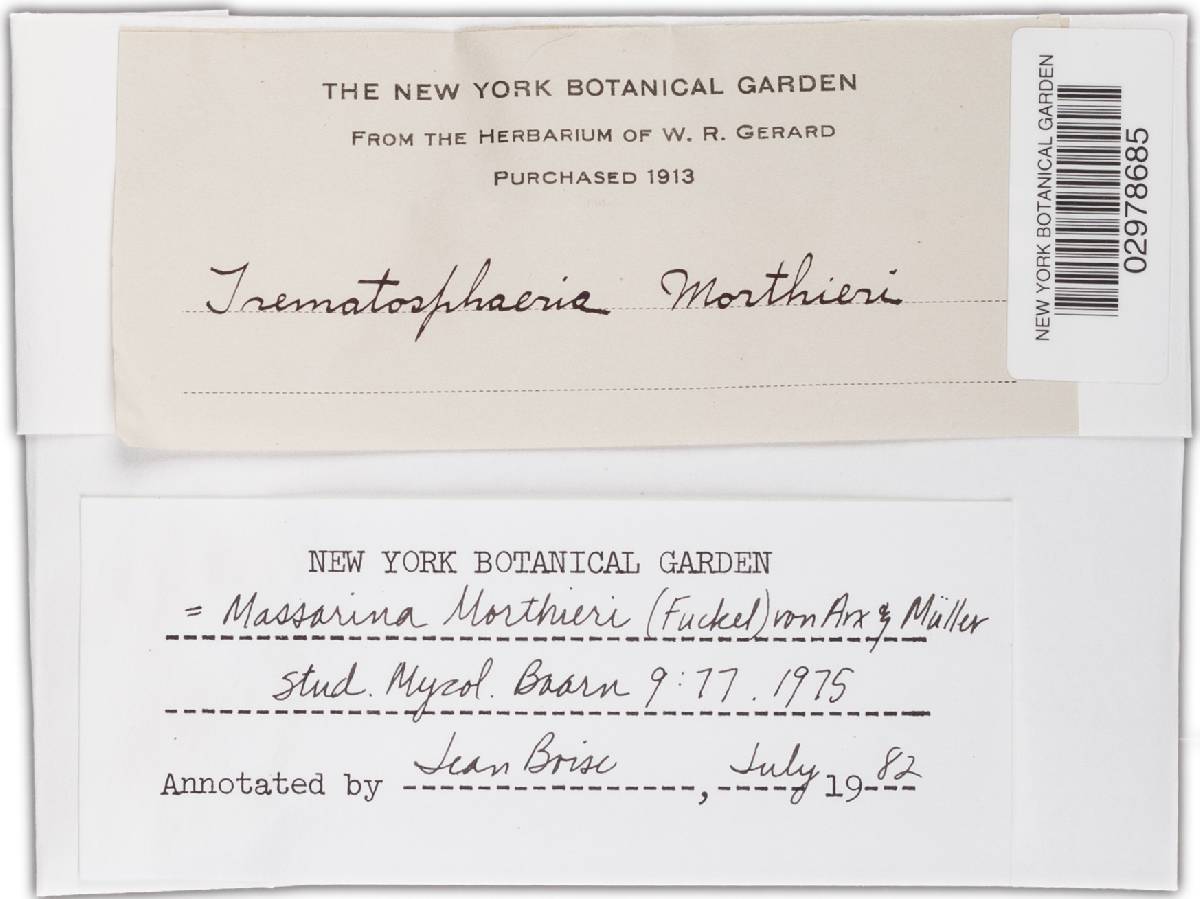 THE NEW YORK BOTANICAL GARDEN
FROM THE HERBARIUM OF W. R. GERARD
PURCHASED 1913
Trematosphaeria Morthieri
NEW YORK BOTANICAL GARDEN
02978685
NEW YORK BOTANICAL GARDEN
= Massarina Morthieri (Fuckel) von Arx & Müller
Stud. Mycol. Baarn 9:77. 1975
Annotated by Jean Boise, July 1982